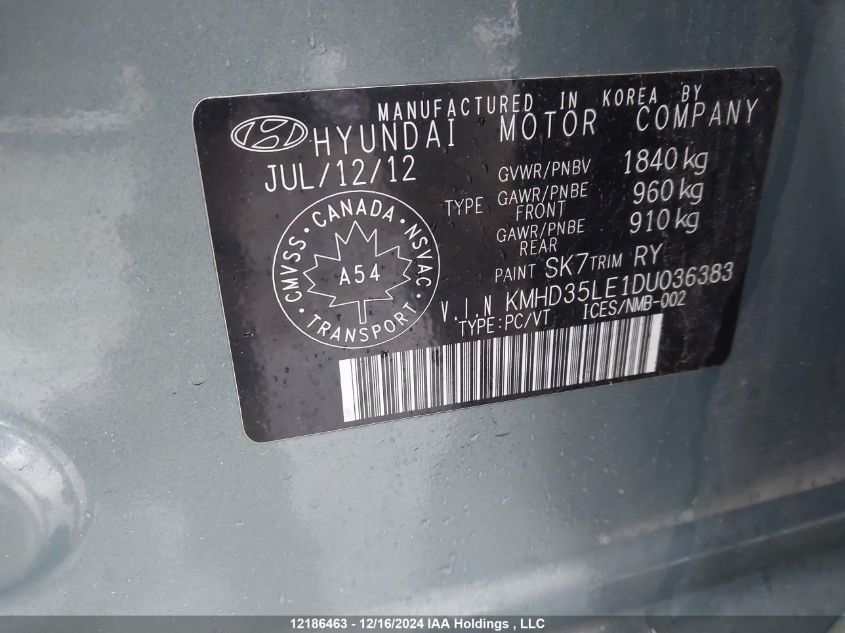 MANUFACTURED IN KOREA BY
HYUNDAI MOTOR COMPANY
JUL/12/12
GVWR/PNBV 1840 kg
TYPE GAWR/PNBE FRONT 960 kg
GAWR/PNBE REAR 910 kg
PAINT SK7 TRIM RY
V.I.N KMHD35LE1DU036383
TYPE:PC/VT ICES/NMB-002
CMVSS • CANADA • NSVAC • TRANSPORT •
A54
12186463 - 12/16/2024 IAA Holdings , LLC